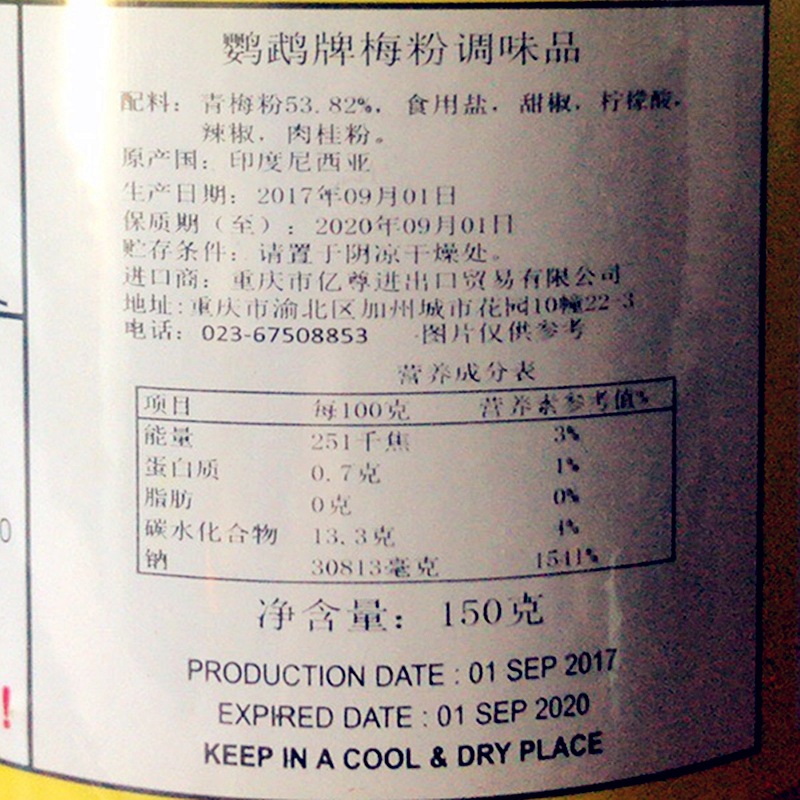 鹦鹉牌梅粉调味品
配料：青梅粉53.82%，食用盐，甜椒，柠檬酸，
辣椒，肉桂粉。
原产国：印度尼西亚
生产日期：2017年09月01日
保质期（至）：2020年09月01日
贮存条件：请置于阴凉干燥处。
进口商：重庆市亿尊进出口贸易有限公司
地址：重庆市渝北区加州城市花园10幢22-3
电话：023-67508853 图片仅供参考
营养成分表
项目 每100克 营养素参考值%
能量 251千焦 3%
蛋白质 0.7克 1%
脂肪 0克 0%
碳水化合物 13.3克 4%
钠 30813毫克 1541%
净含量：150克
PRODUCTION DATE : 01 SEP 2017
EXPIRED DATE : 01 SEP 2020
KEEP IN A COOL & DRY PLACE